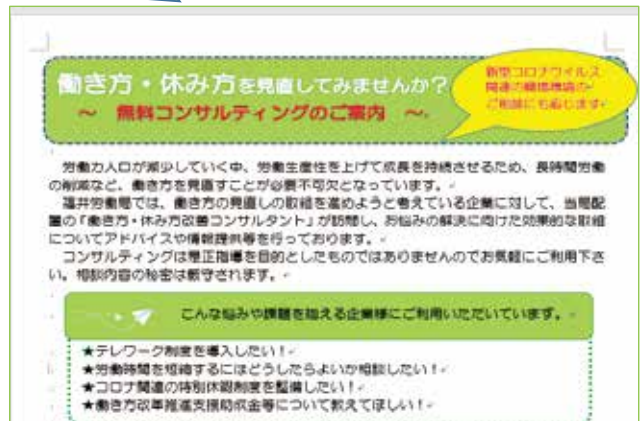 働き方・休み方を見直してみませんか？
～ 無料コンサルティングのご案内 ～
新型コロナウイルス
関連の
ご相談にも応じます
労働力人口が減少していく中、労働生産性を上げて成長を持続させるため、長時間労働
の削減など、働き方を見直すことが必要不可欠となっています。
福井労働局では、働き方の見直しの取組を進めようと考えている企業に対して、当局配
置の「働き方・休み方改善コンサルタント」が訪問し、お悩みの解決に向けた効果的な取組
についてアドバイスや情報提供等を行っております。
コンサルティングは是正指導を目的としたものではありませんのでお気軽にご利用下さ
い。相談内容の秘密は厳守されます。
こんな悩みや課題を抱える企業様にご利用いただいています。
★テレワーク制度を導入したい！
★労働時間を短縮するにはどうしたらよいか相談したい！
★コロナ関連の特別休暇制度を整備したい！
★働き方改革推進支援助成金等について教えてほしい！